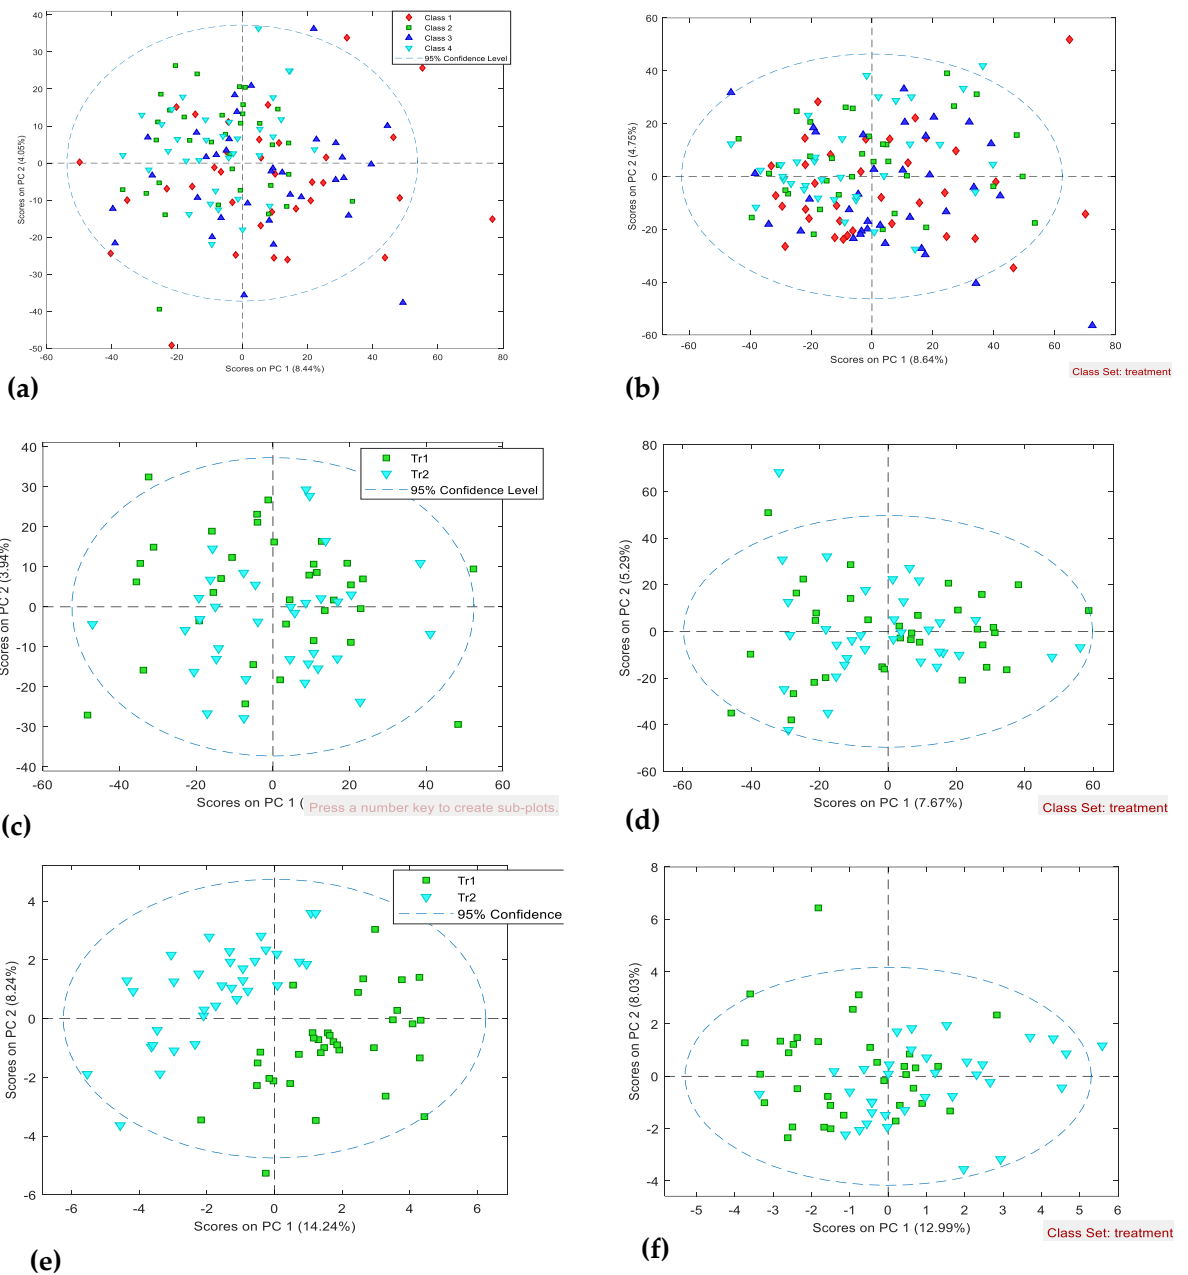 Class 1
Class 2
Class 3
Class 4
95% Confidence Level
40
30
20
10
0
-10
-20
-30
-40
-50
-60
-40
-20
0
20
40
60
80
Scores on PC 2 (4.05%)
Scores on PC 1 (8.44%)
(a)
60
40
20
0
-20
-40
-60
-60
-40
-20
0
20
40
60
80
Scores on PC 2 (4.75%)
Scores on PC 1 (8.64%)
Class Set: treatment
(b)
Tr1
Tr2
95% Confidence Level
40
30
20
10
0
-10
-20
-30
-40
-60
-40
-20
0
20
40
60
Scores on PC 2 (3.94%)
Scores on PC 1 (
Press a number key to create sub-plots.
(c)
80
60
40
20
0
-20
-40
-60
-60
-40
-20
0
20
40
60
Scores on PC 2 (5.29%)
Scores on PC 1 (7.67%)
Class Set: treatment
(d)
Tr1
Tr2
95% Confidence
4
2
0
-2
-4
-6
-6
-4
-2
0
2
4
6
Scores on PC 2 (8.24%)
Scores on PC 1 (14.24%)
(e)
8
6
4
2
0
-2
-4
-5
-4
-3
-2
-1
0
1
2
3
4
5
6
Scores on PC 2 (8.03%)
Scores on PC 1 (12.99%)
Class Set: treatment
(f)